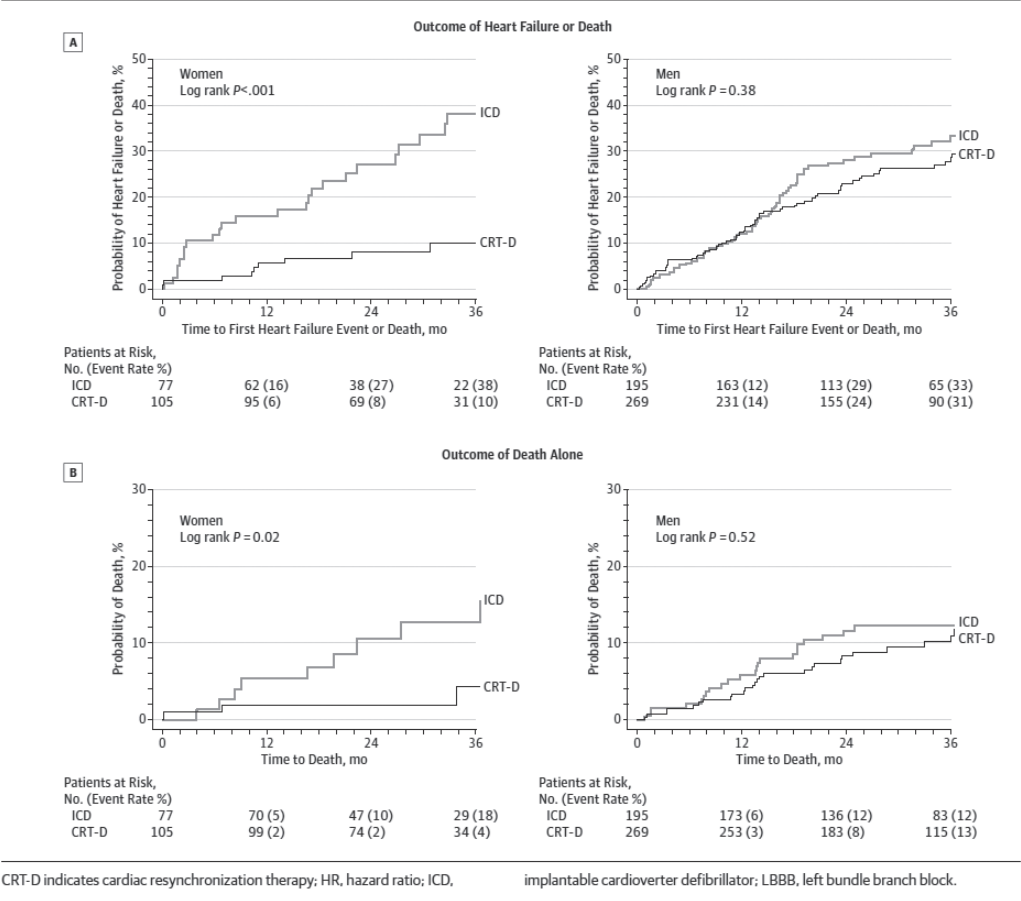 Outcome of Heart Failure or Death
A
Probability of Heart Failure or Death, %
50
40
30
20
10
0
Women
Log rank P<.001
ICD
CRT-D
0 12 24 36
Time to First Heart Failure Event or Death, mo
Patients at Risk,
No. (Event Rate %)
ICD 77 62 (16) 38 (27) 22 (38)
CRT-D 105 95 (6) 69 (8) 31 (10)
Probability of Heart Failure or Death, %
50
40
30
20
10
0
Men
Log rank P = 0.38
ICD
CRT-D
0 12 24 36
Time to First Heart Failure Event or Death, mo
Patients at Risk,
No. (Event Rate %)
ICD 195 163 (12) 113 (29) 65 (33)
CRT-D 269 231 (14) 155 (24) 90 (31)
Outcome of Death Alone
B
Probability of Death, %
30
20
10
0
Women
Log rank P = 0.02
ICD
CRT-D
0 12 24 36
Time to Death, mo
Patients at Risk,
No. (Event Rate %)
ICD 77 70 (5) 47 (10) 29 (18)
CRT-D 105 99 (2) 74 (2) 34 (4)
Probability of Death, %
30
20
10
0
Men
Log rank P = 0.52
ICD
CRT-D
0 12 24 36
Time to Death, mo
Patients at Risk,
No. (Event Rate %)
ICD 195 173 (6) 136 (12) 83 (12)
CRT-D 269 253 (3) 183 (8) 115 (13)
CRT-D indicates cardiac resynchronization therapy; HR, hazard ratio; ICD,
implantable cardioverter defibrillator; LBBB, left bundle branch block.